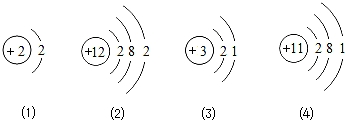 +2 2 +12 2 8 2 +3 2 1 +11 2 8 1
(1) (2) (3) (4)